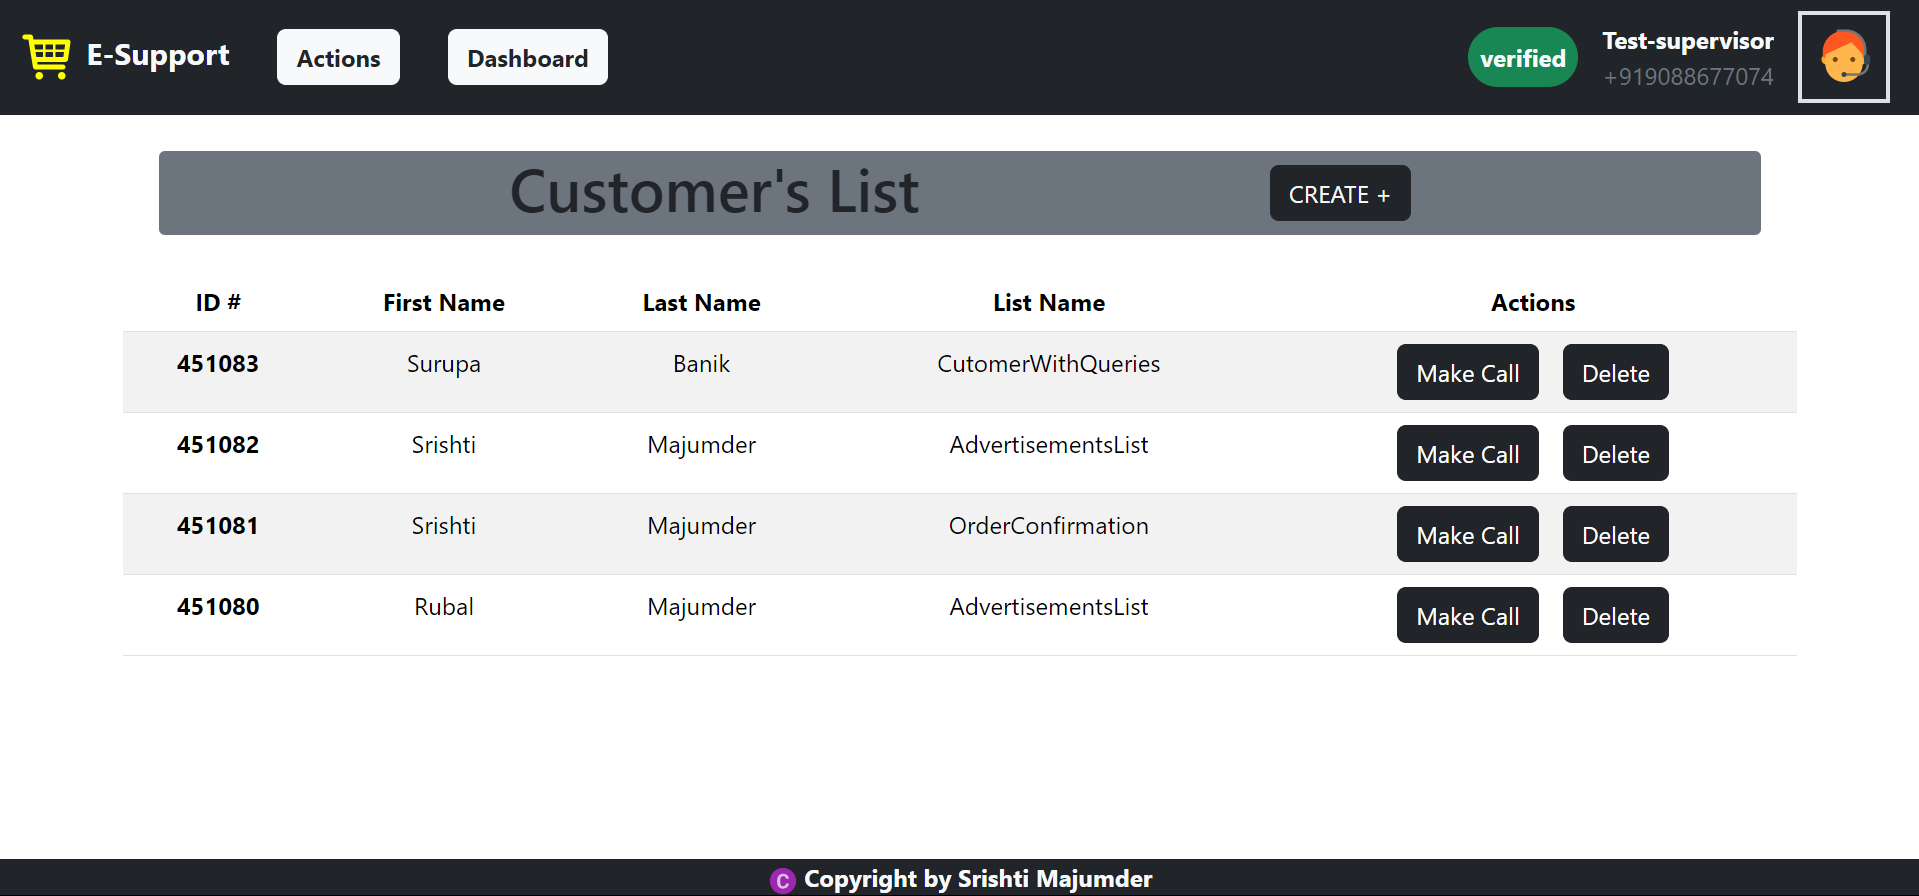 E-Support Actions Dashboard verified Test-supervisor
+919088677074
Customer's List CREATE +
ID # First Name Last Name List Name Actions
451083 Surupa Banik CutomerWithQueries Make Call Delete
451082 Srishti Majumder AdvertisementsList Make Call Delete
451081 Srishti Majumder OrderConfirmation Make Call Delete
451080 Rubal Majumder AdvertisementsList Make Call Delete
C Copyright by Srishti Majumder